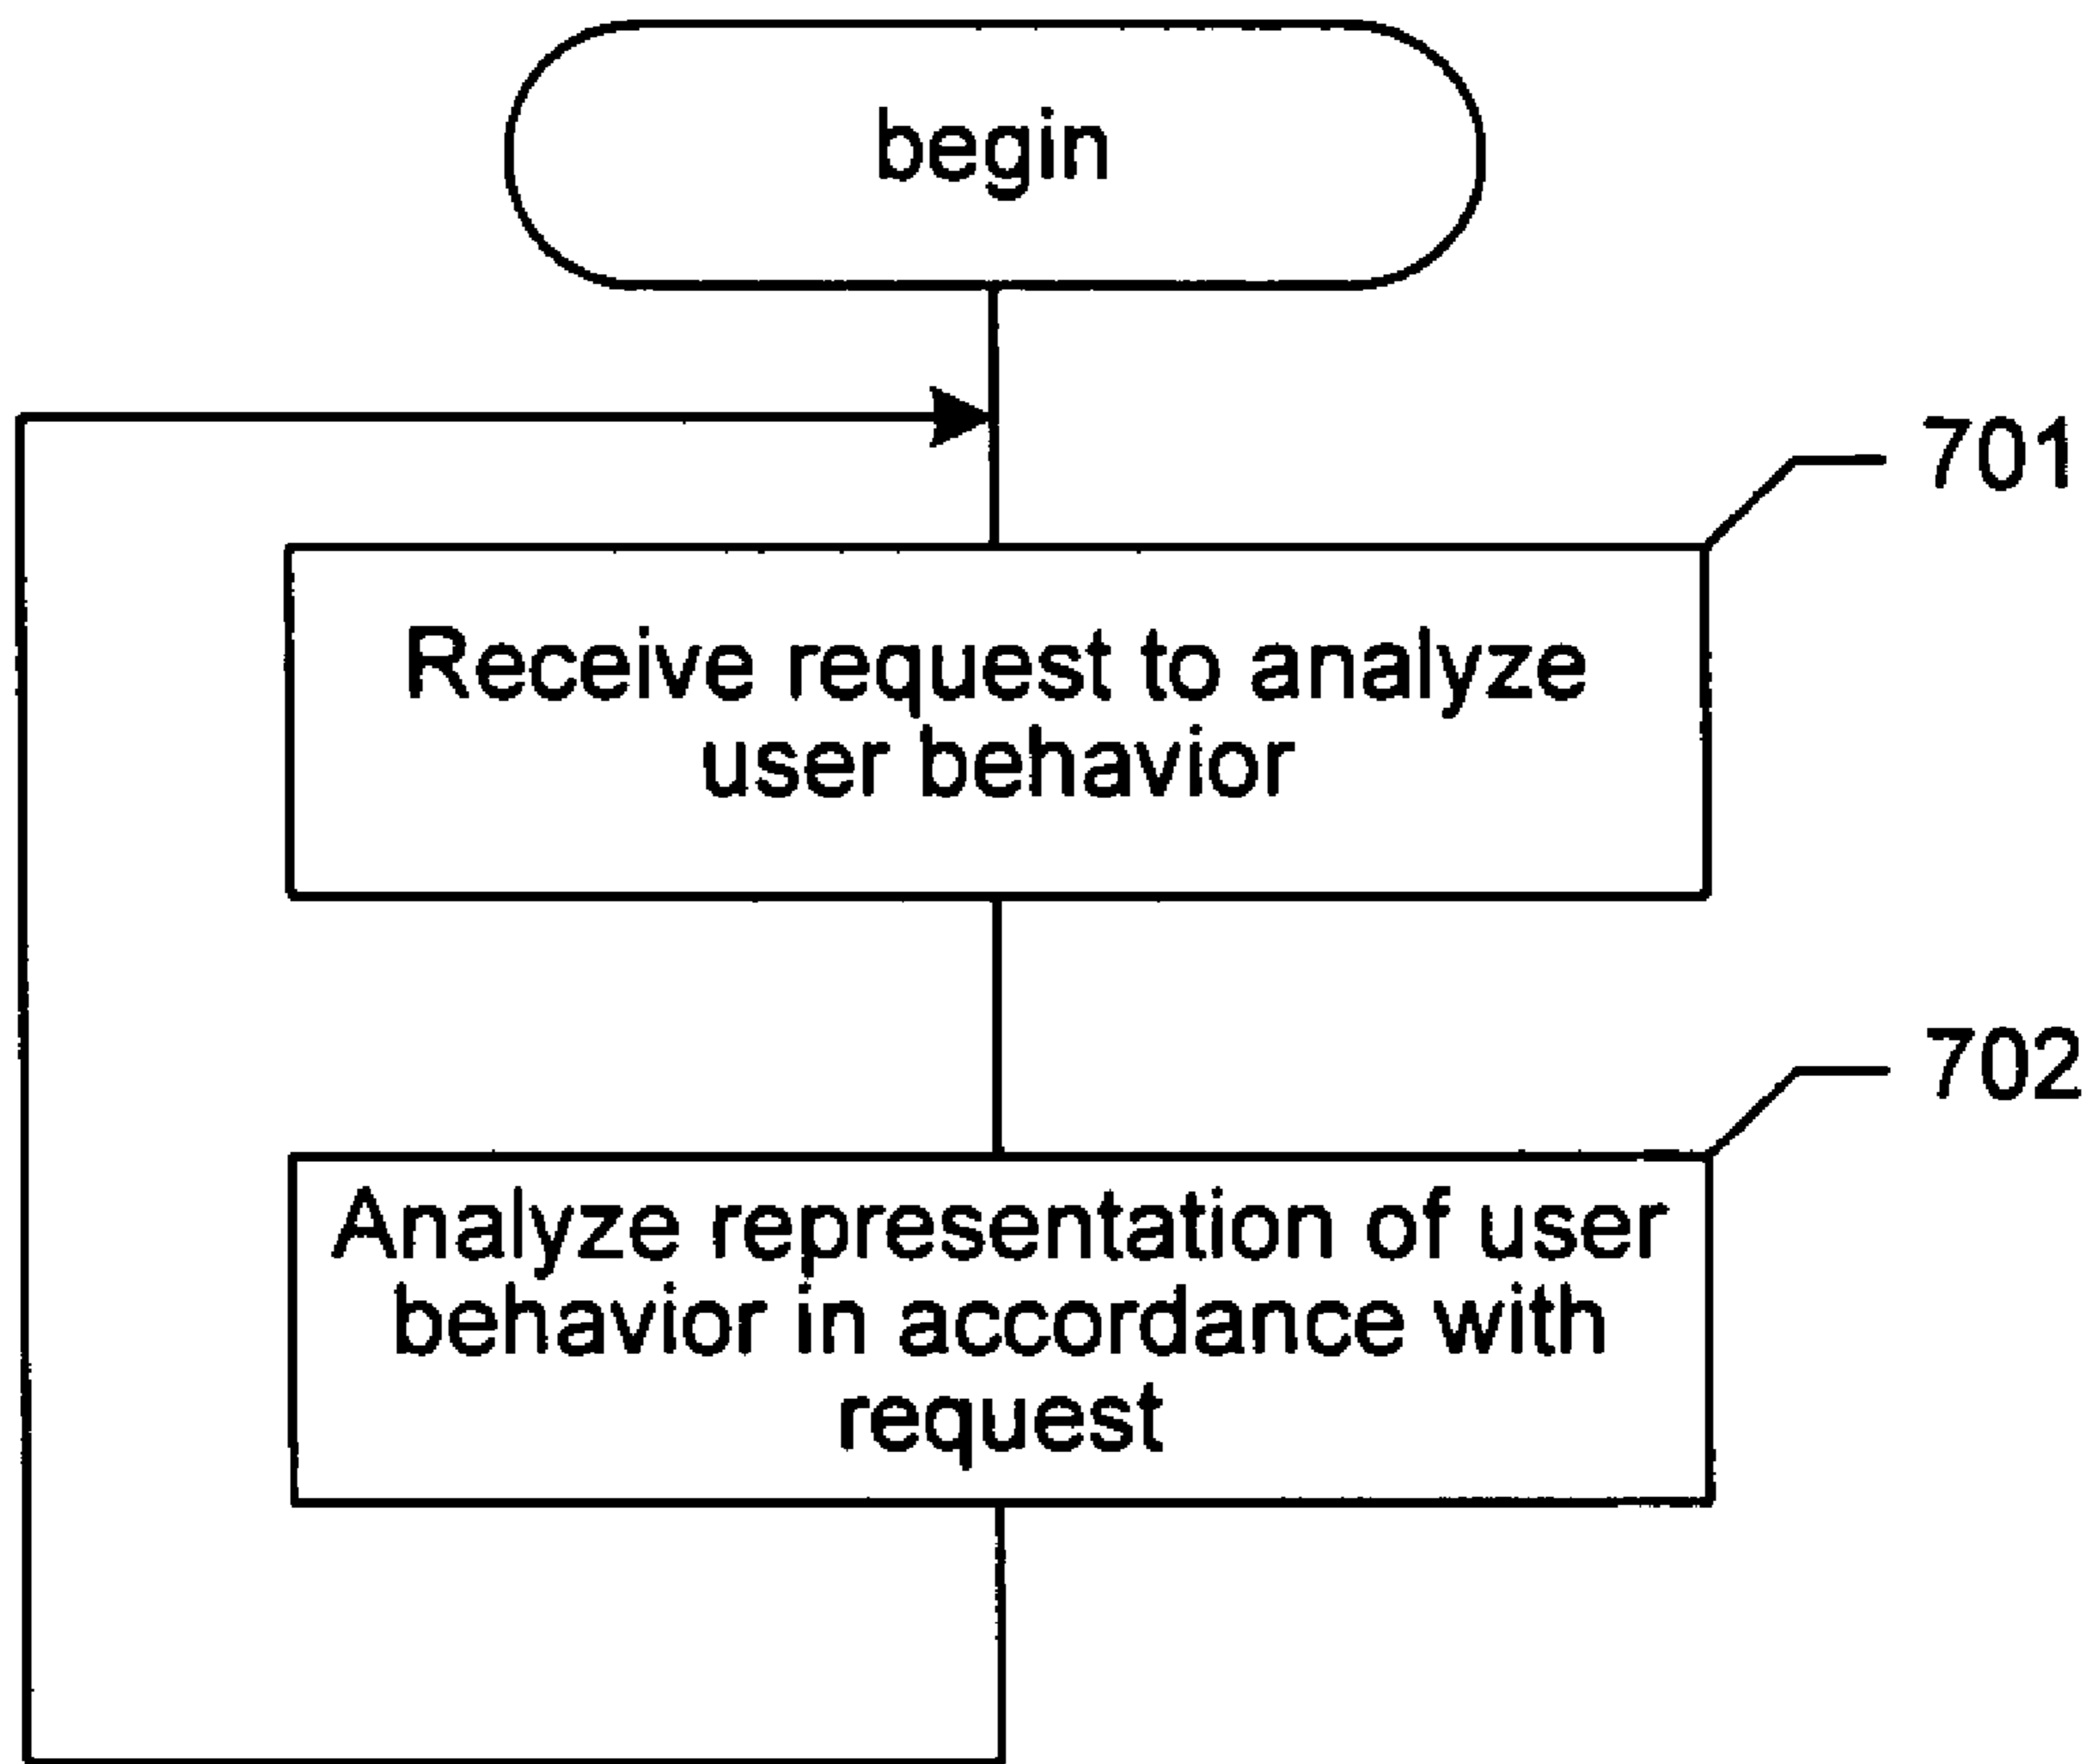 begin
701
Receive request to analyze
user behavior
702
Analyze representation of user
behavior in accordance with
request